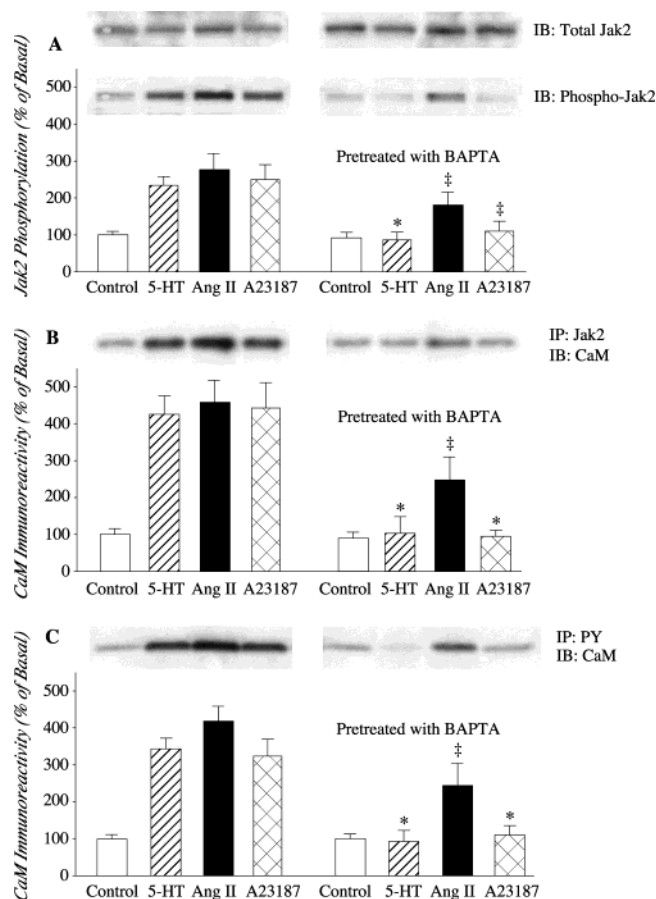 A
IB: Total Jak2
IB: Phospho-Jak2
Jak2 Phosphorylation (% of Basal)
500
400
300
200
100
0
Pretreated with BAPTA
* ‡ ‡
Control 5-HT Ang II A23187 Control 5-HT Ang II A23187
B
IP: Jak2
IB: CaM
CaM Immunoreactivity (% of Basal)
500
400
300
200
100
0
Pretreated with BAPTA
* ‡ *
Control 5-HT Ang II A23187 Control 5-HT Ang II A23187
C
IP: PY
IB: CaM
CaM Immunoreactivity (% of Basal)
500
400
300
200
100
0
Pretreated with BAPTA
* ‡ *
Control 5-HT Ang II A23187 Control 5-HT Ang II A23187